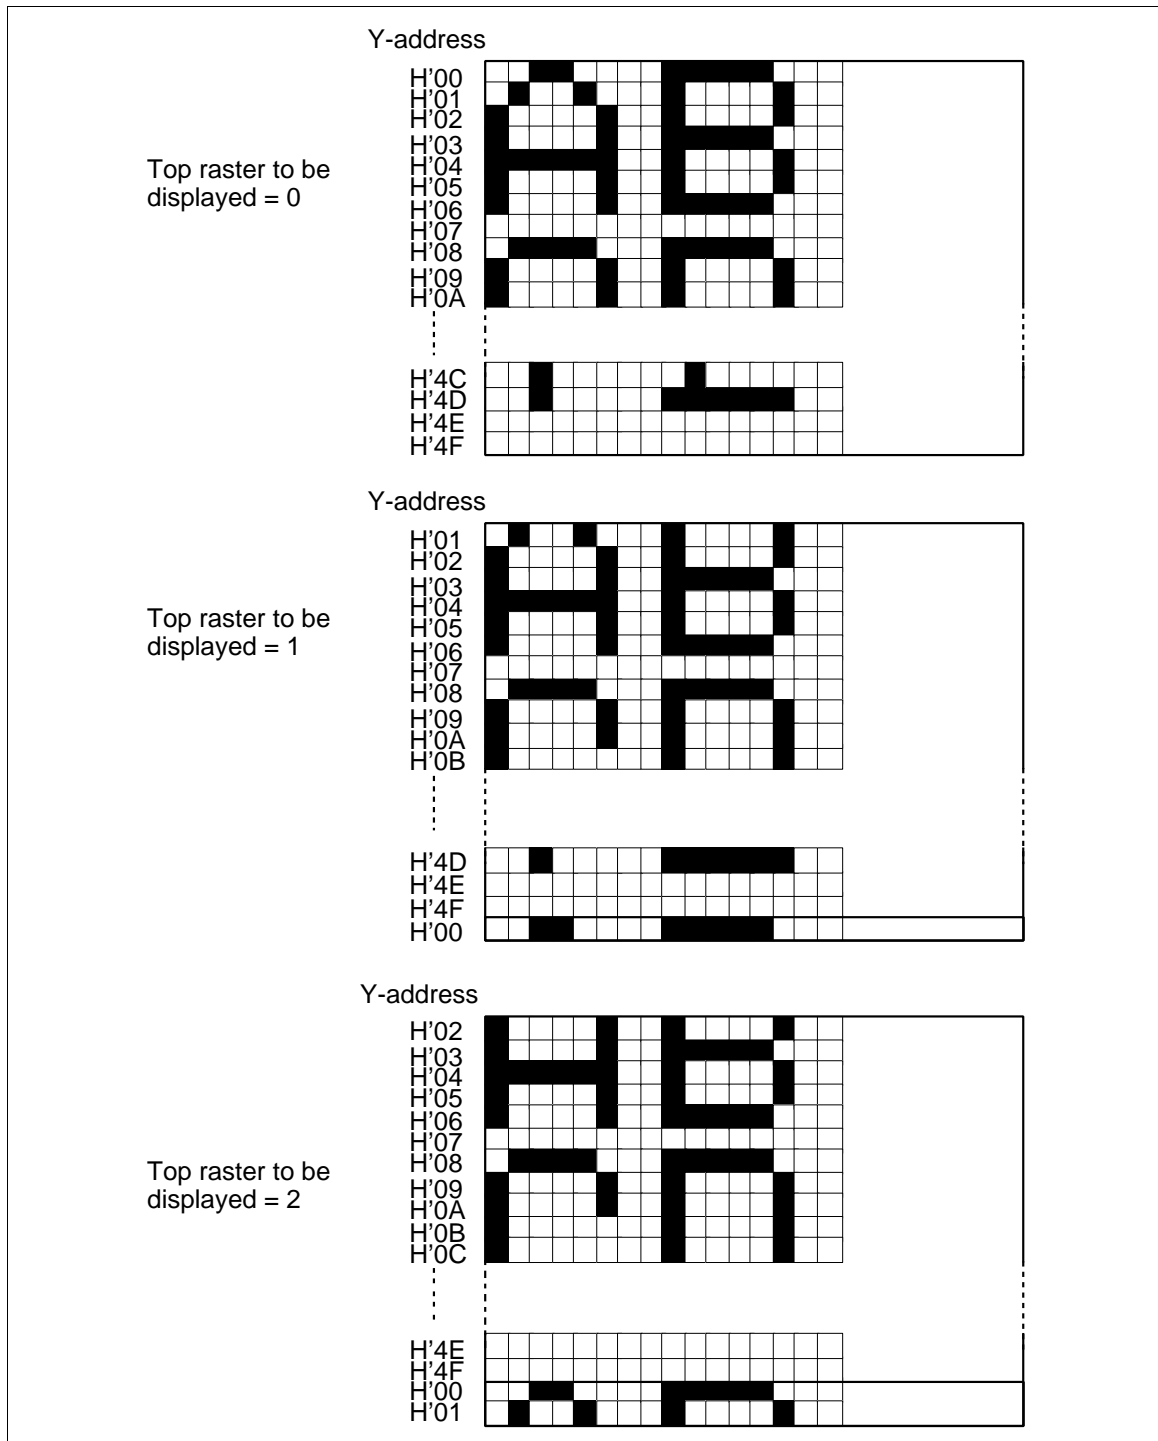 Y-address
H'00
H'01
H'02
H'03
H'04
H'05
H'06
H'07
H'08
H'09
H'0A
Top raster to be
displayed = 0
H'4C
H'4D
H'4E
H'4F
Y-address
H'01
H'02
H'03
H'04
H'05
H'06
H'07
H'08
H'09
H'0A
H'0B
Top raster to be
displayed = 1
H'4D
H'4E
H'4F
H'00
Y-address
H'02
H'03
H'04
H'05
H'06
H'07
H'08
H'09
H'0A
H'0B
H'0C
Top raster to be
displayed = 2
H'4E
H'4F
H'00
H'01